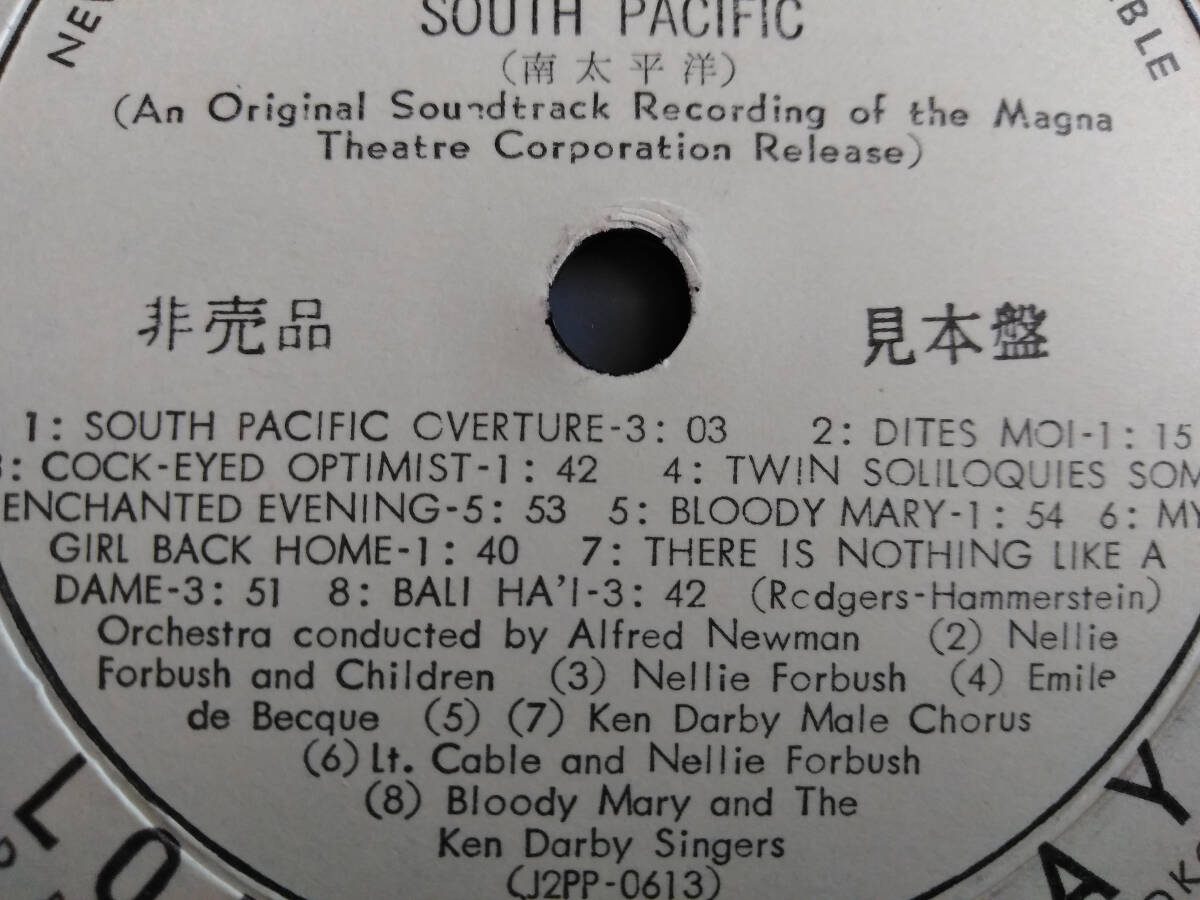 SOUTH PACIFIC
(南太平洋)
(An Original Soundtrack Recording of the Magna
Theatre Corporation Release)
非売品
見本盤
1: SOUTH PACIFIC OVERTURE-3: 03 2: DITES MOI-1: 15
3: COCK-EYED OPTIMIST-1: 42 4: TWIN SOLILOQUIES SOM
ENCHANTED EVENING-5: 53 5: BLOODY MARY-1: 54 6: MY
GIRL BACK HOME-1: 40 7: THERE IS NOTHING LIKE A
DAME-3: 51 8: BALI HA'I-3: 42 (Rodgers-Hammerstein)
Orchestra conducted by Alfred Newman (2) Nellie
Forbush and Children (3) Nellie Forbush (4) Emile
de Becque (5) (7) Ken Darby Male Chorus
(6) Lt. Cable and Nellie Forbush
(8) Bloody Mary and The
Ken Darby Singers
(J2PP-0613)